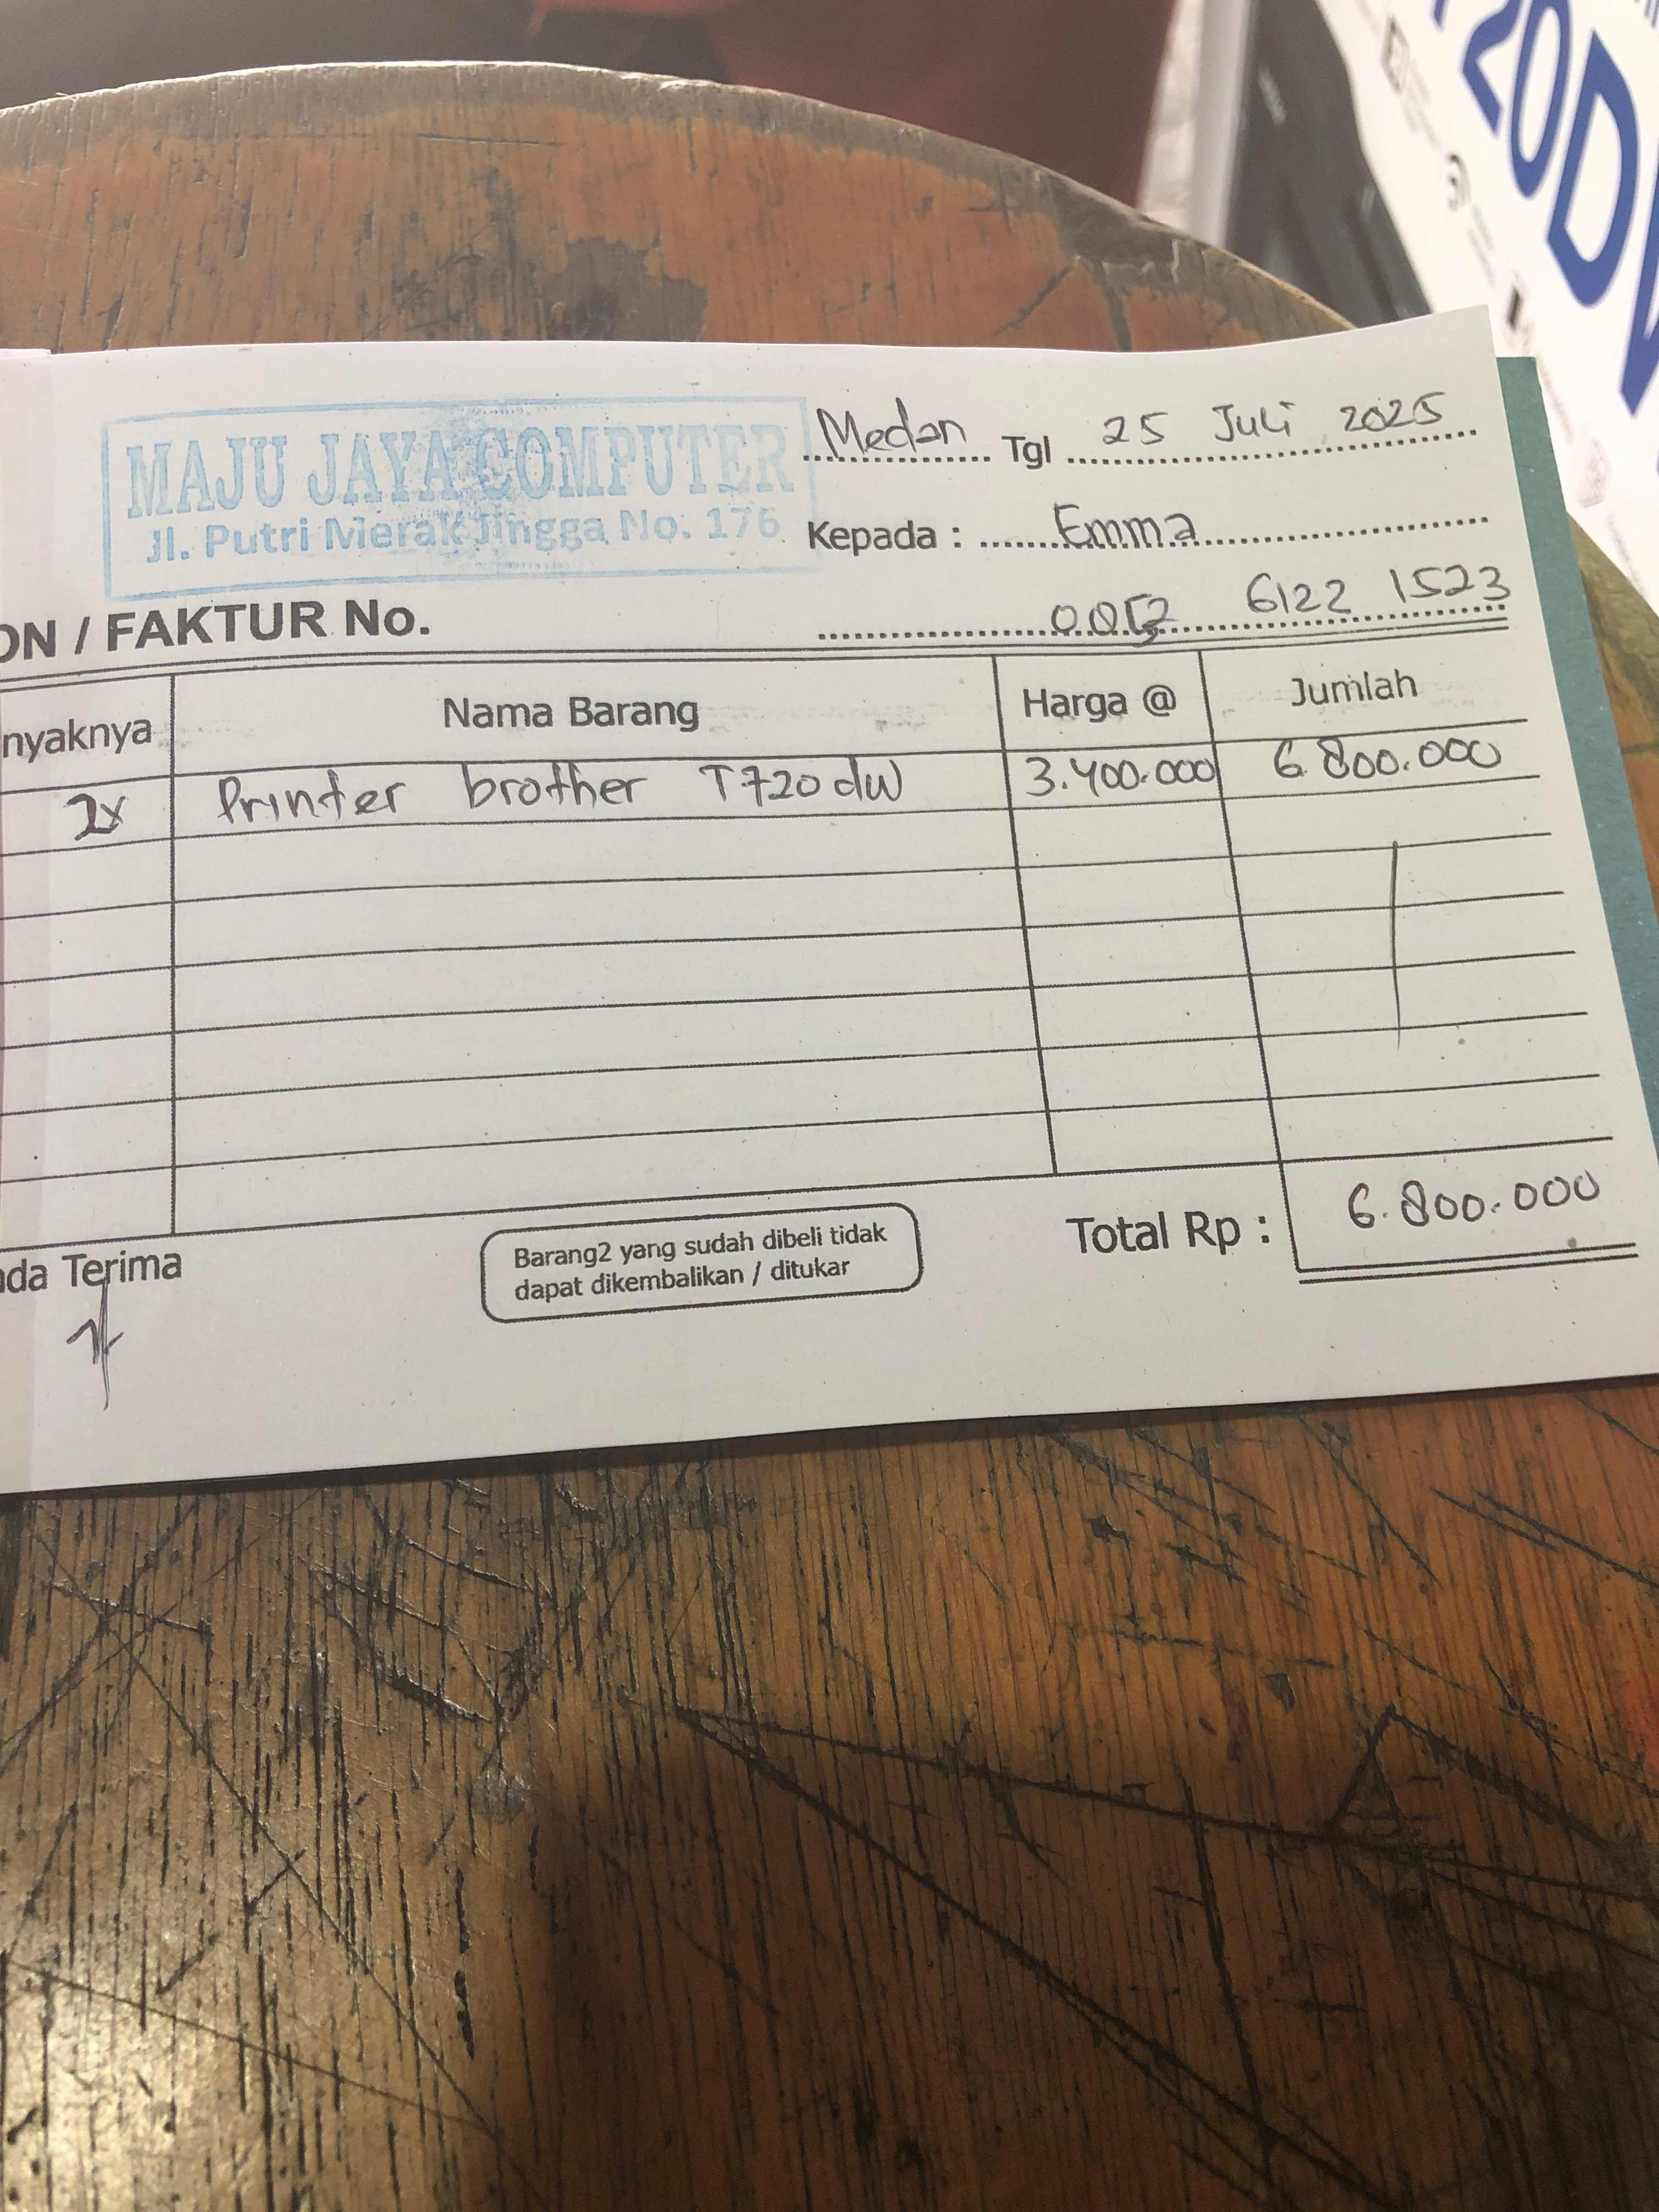 20D
MAJU JAYA COMPUTER
Jl. Putri Merak Jingga No. 176
Medan Tgl 25 Juli 2025
Kepada : Emma
6122 1523
ON / FAKTUR No.
nyaknya Nama Barang Harga @ Jumlah
2x Printer brother T720dw 3.400.000 6.800.000
Total Rp : 6.800.000
nda Terima
Barang2 yang sudah dibeli tidak
dapat dikembalikan / ditukar